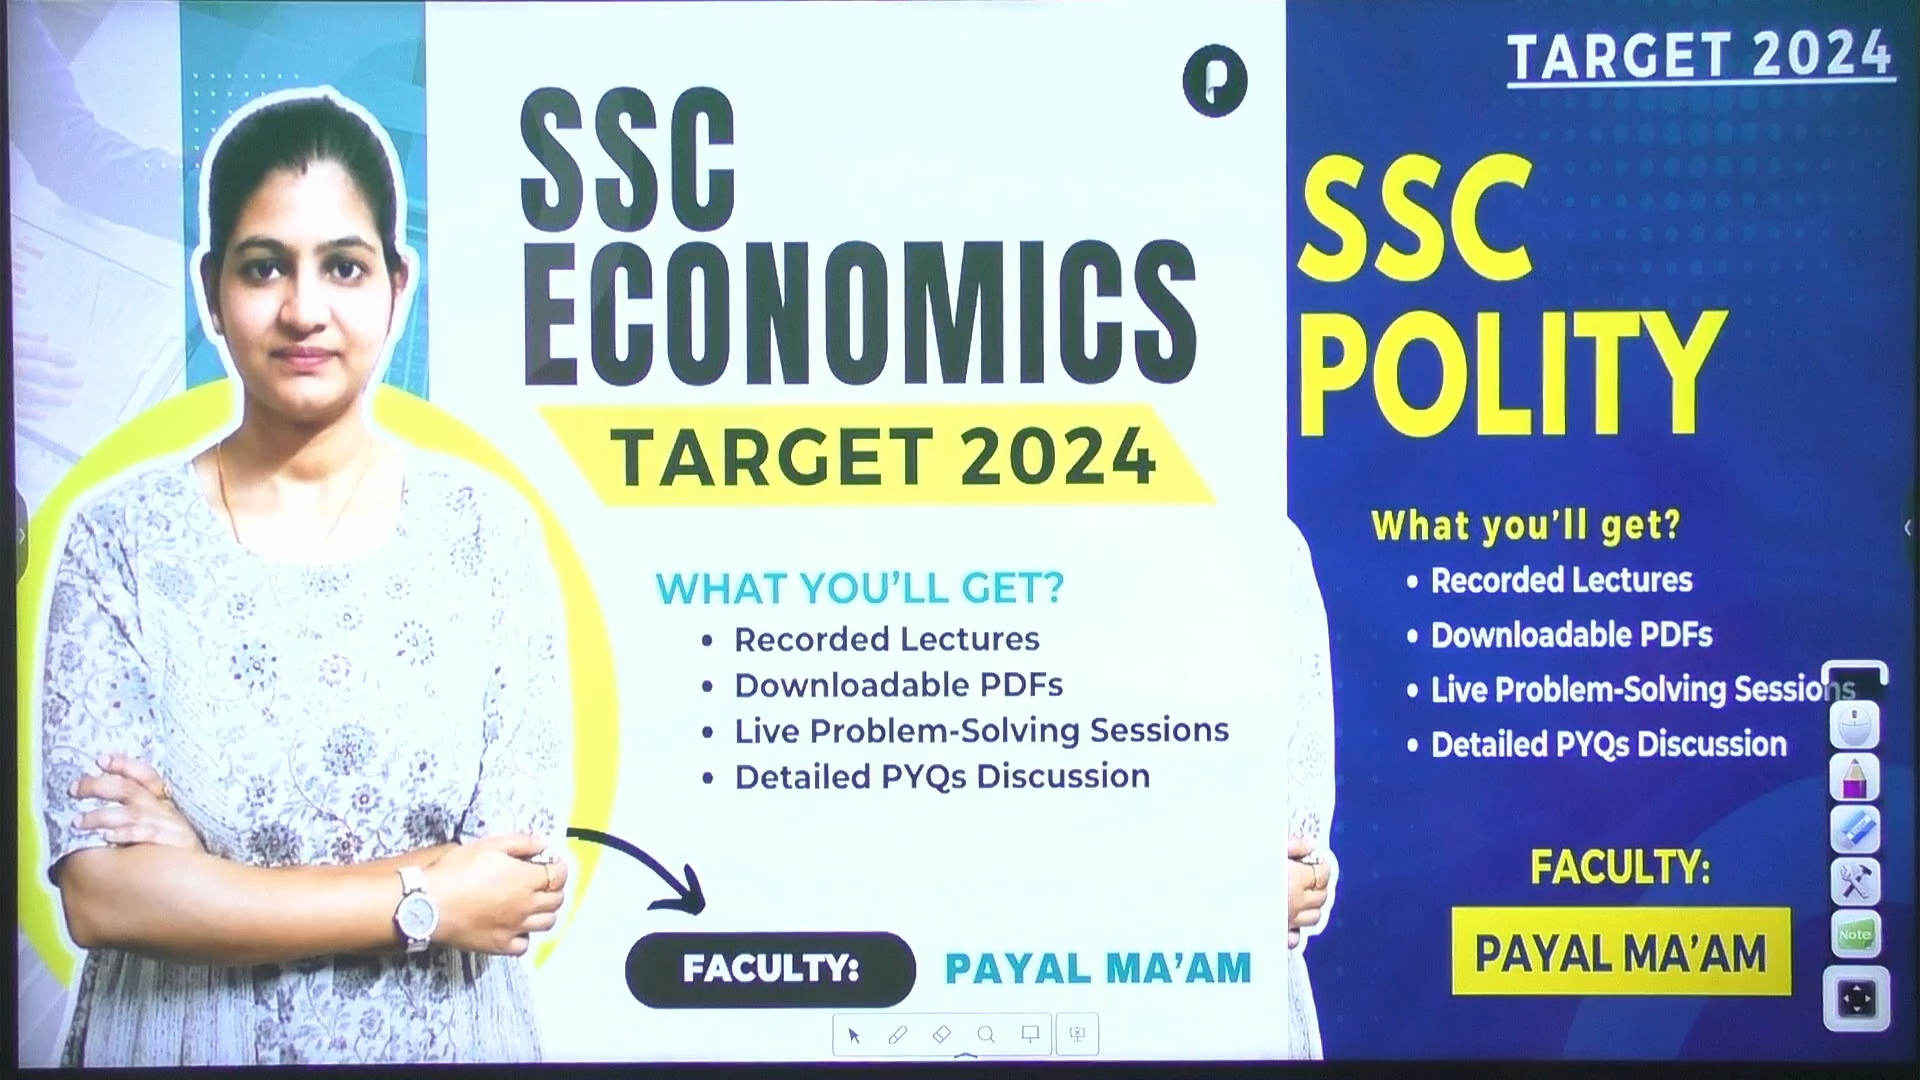 SSC
ECONOMICS
TARGET 2024
WHAT YOU'LL GET?
• Recorded Lectures
• Downloadable PDFs
• Live Problem-Solving Sessions
• Detailed PYQs Discussion
FACULTY: PAYAL MA'AM
TARGET 2024
SSC
POLITY
What you'll get?
• Recorded Lectures
• Downloadable PDFs
• Live Problem-Solving Sessions
• Detailed PYQs Discussion
FACULTY:
PAYAL MA'AM
Note